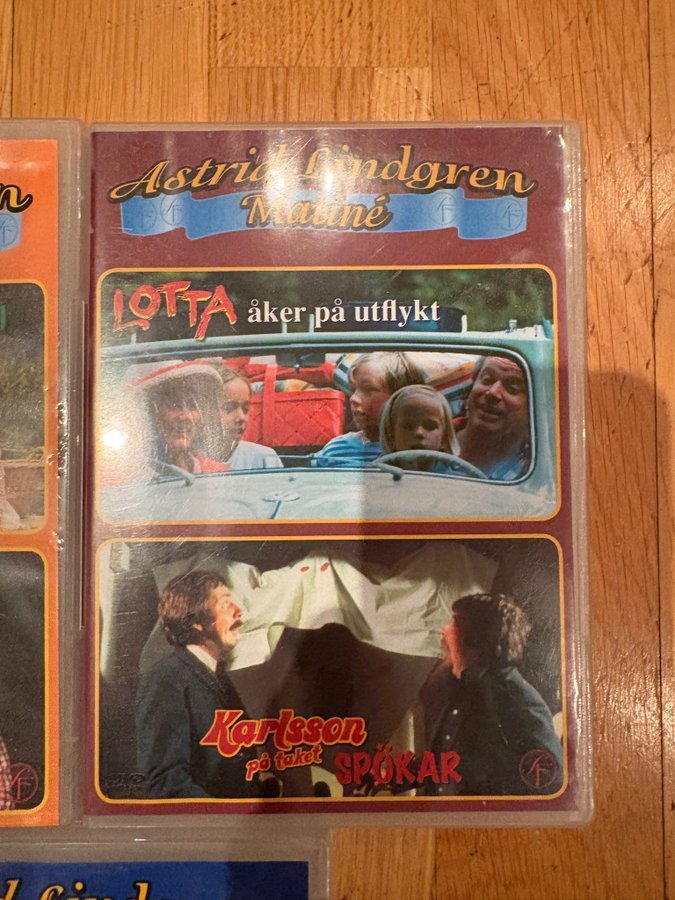 Astrid Lindgren
Matiné
LOTTA åker på utflykt
Karlsson
på taket SPÖKAR